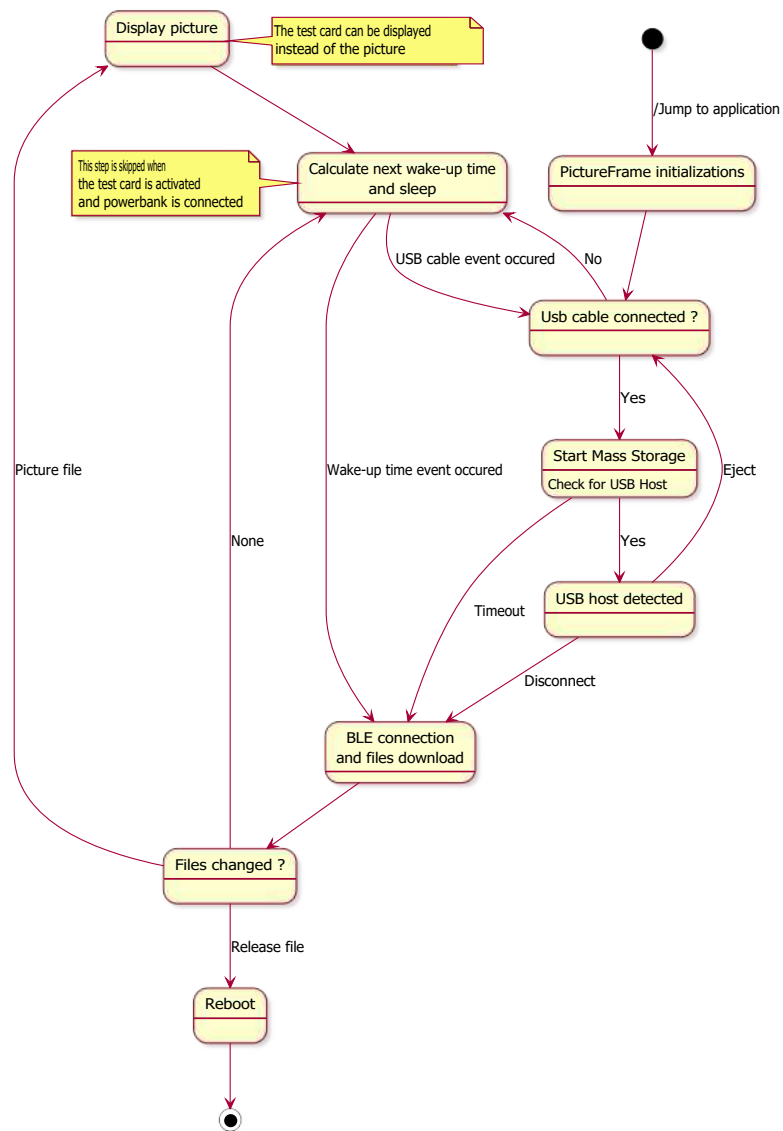 Display picture
The test card can be displayed
instead of the picture
/Jump to application
This step is skipped when
the test card is activated
and powerbank is connected
Calculate next wake-up time
and sleep
PictureFrame initializations
USB cable event occured
No
Usb cable connected ?
Yes
Start Mass Storage
Check for USB Host
Picture file
None
Wake-up time event occured
Eject
Yes
USB host detected
Timeout
Disconnect
BLE connection
and files download
Files changed ?
Release file
Reboot